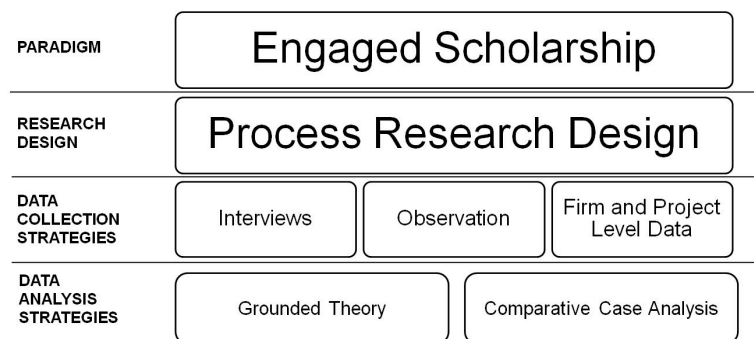 PARADIGM
Engaged Scholarship
RESEARCH
DESIGN
Process Research Design
DATA
COLLECTION
STRATEGIES
Interviews
Observation
Firm and Project
Level Data
DATA
ANALYSIS
STRATEGIES
Grounded Theory
Comparative Case Analysis